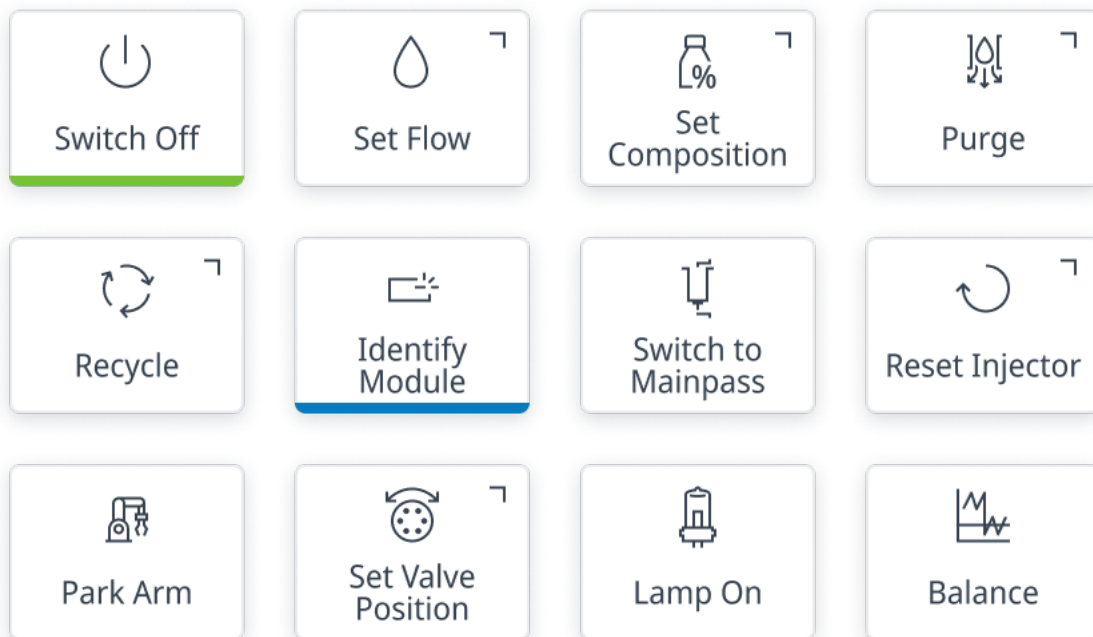 Switch Off
Set Flow
%
Set
Composition
Purge
Recycle
Identify
Module
Switch to
Mainpass
Reset Injector
Park Arm
Set Valve
Position
Lamp On
Balance